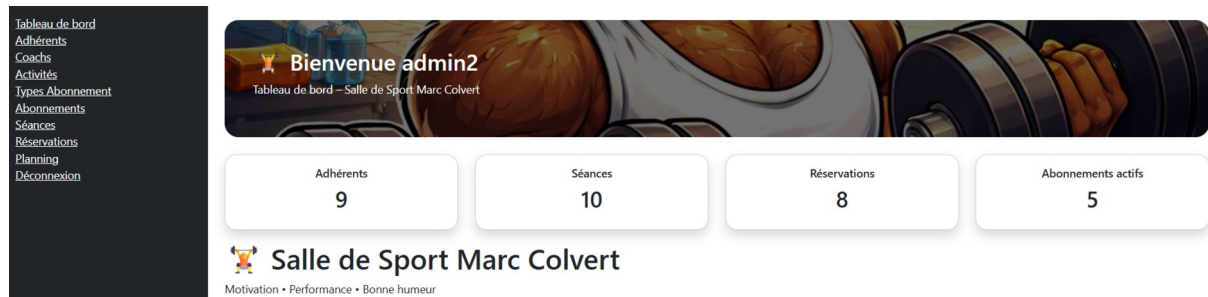 Tableau de bord
Adhérents
Coachs
Activités
Types Abonnement
Abonnements
Séances
Réservations
Planning
Déconnexion
🏋️ Bienvenue admin2
Tableau de bord – Salle de Sport Marc Colvert
Adhérents
9
Séances
10
Réservations
8
Abonnements actifs
5
🏋️ Salle de Sport Marc Colvert
Motivation • Performance • Bonne humeur